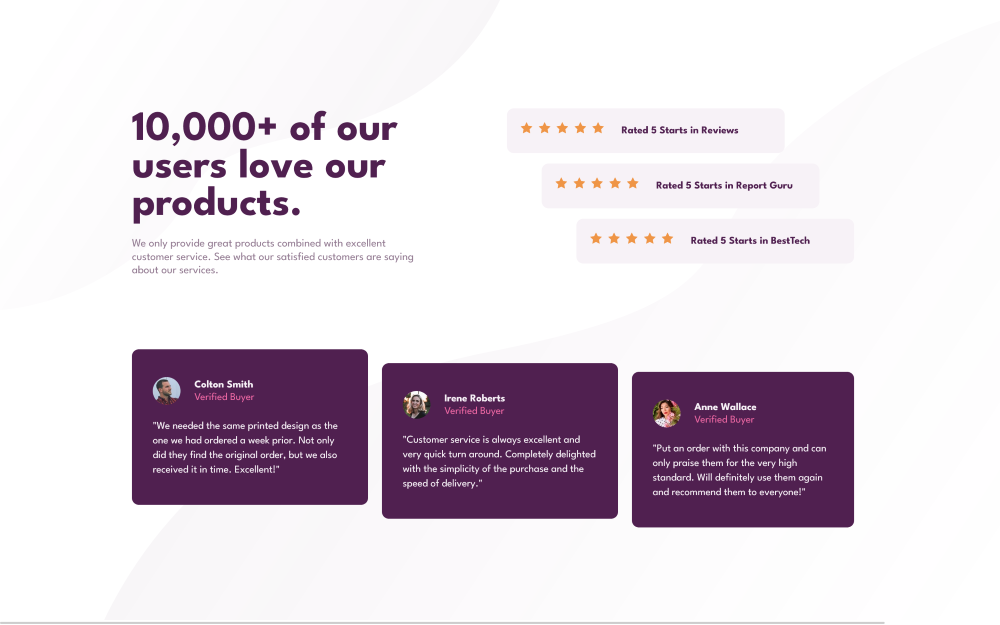 10,000+ of our
users love our
products.
We only provide great products combined with excellent
customer service. See what our satisfied customers are saying
about our services.
Rated 5 Starts in Reviews
Rated 5 Starts in Report Guru
Rated 5 Starts in BestTech
Colton Smith
Verified Buyer
"We needed the same printed design as the
one we had ordered a week prior. Not only
did they find the original order, but we also
received it in time. Excellent!"
Irene Roberts
Verified Buyer
"Customer service is always excellent and
very quick turn around. Completely delighted
with the simplicity of the purchase and the
speed of delivery."
Anne Wallace
Verified Buyer
"Put an order with this company and can
only praise them for the very high
standard. Will definitely use them again
and recommend them to everyone!"